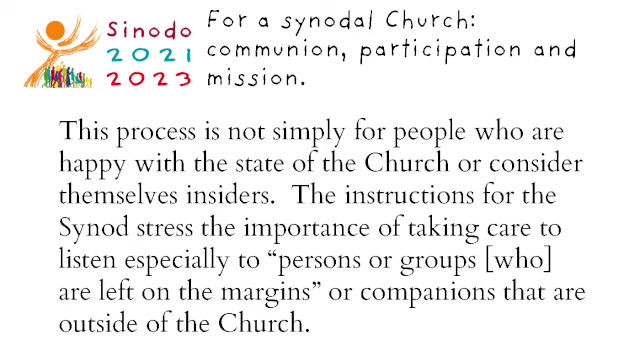 Sinodo
2021
2023
For a synodal Church:
communion, participation and
mission.
This process is not simply for people who are
happy with the state of the Church or consider
themselves insiders.  The instructions for the
Synod stress the importance of taking care to
listen especially to “persons or groups [who]
are left on the margins” or companions that are
outside of the Church.